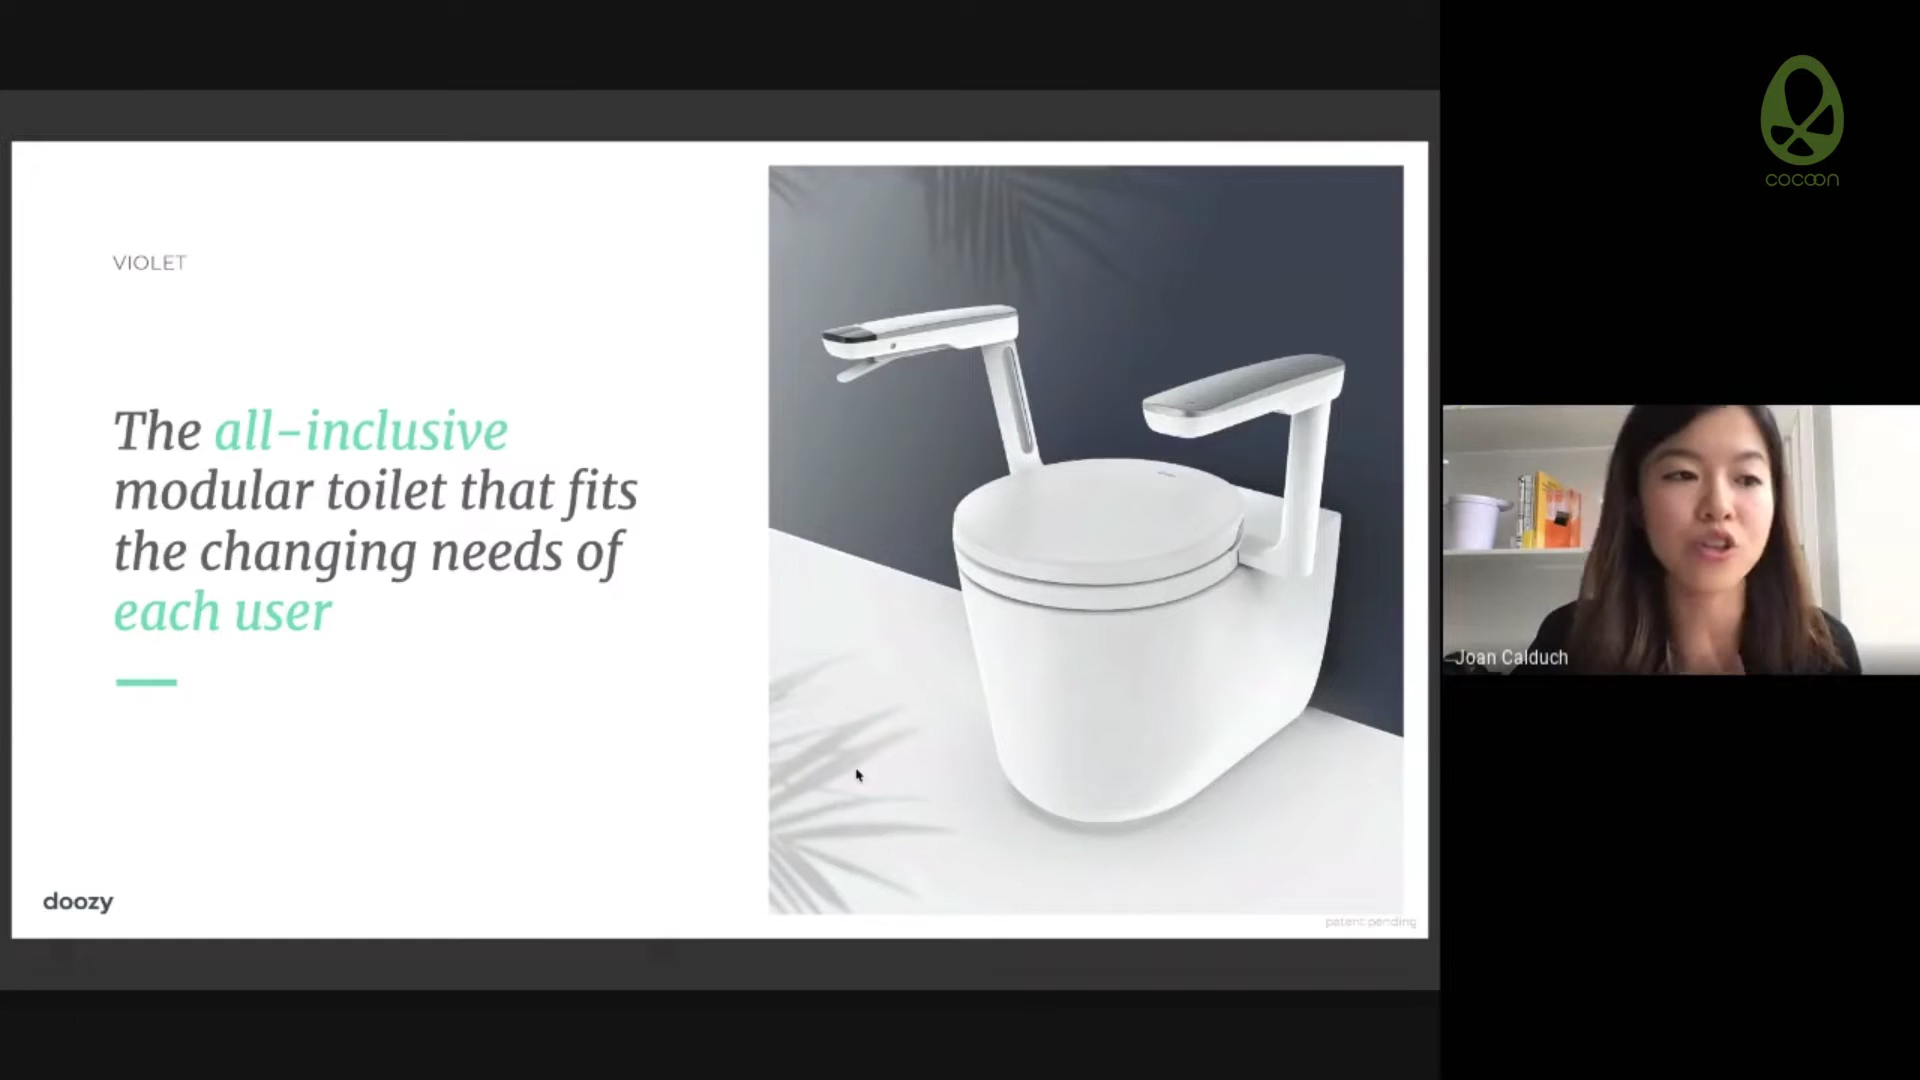 VIOLET
The all-inclusive
modular toilet that fits
the changing needs of
each user
doozy
patent pending
cocoon
Joan Calduch